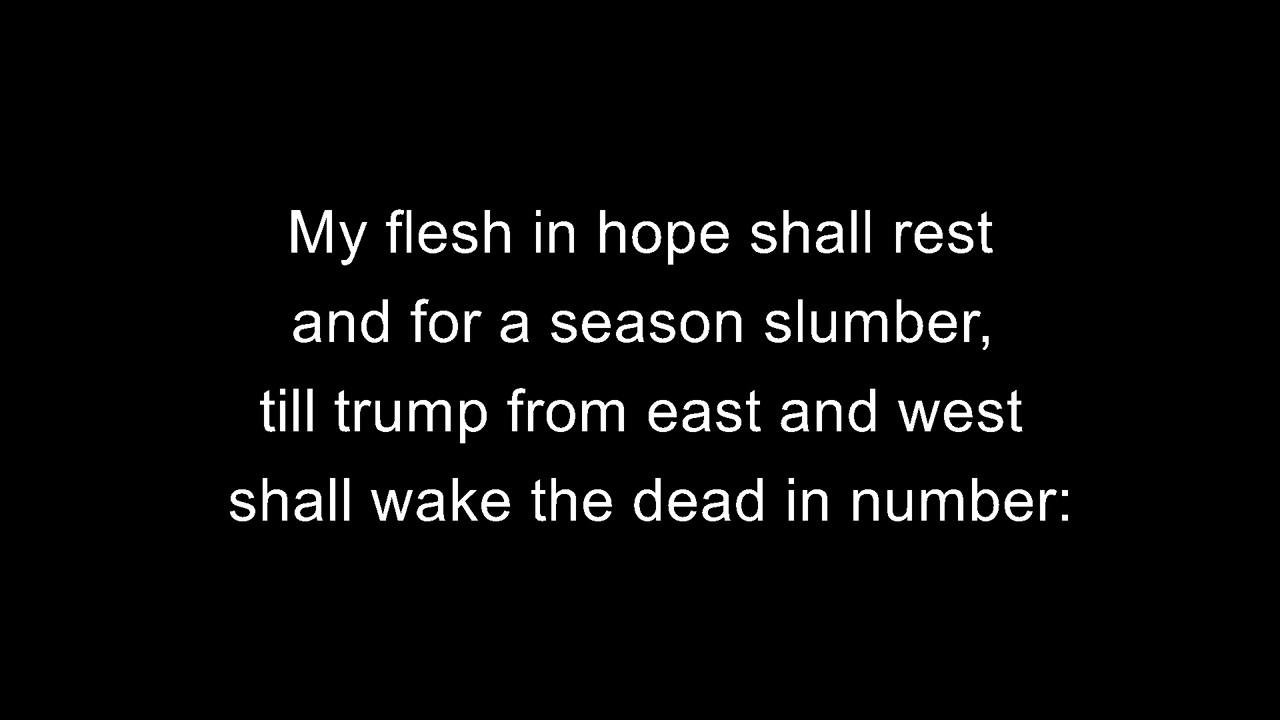 My flesh in hope shall rest
and for a season slumber,
till trump from east and west
shall wake the dead in number: